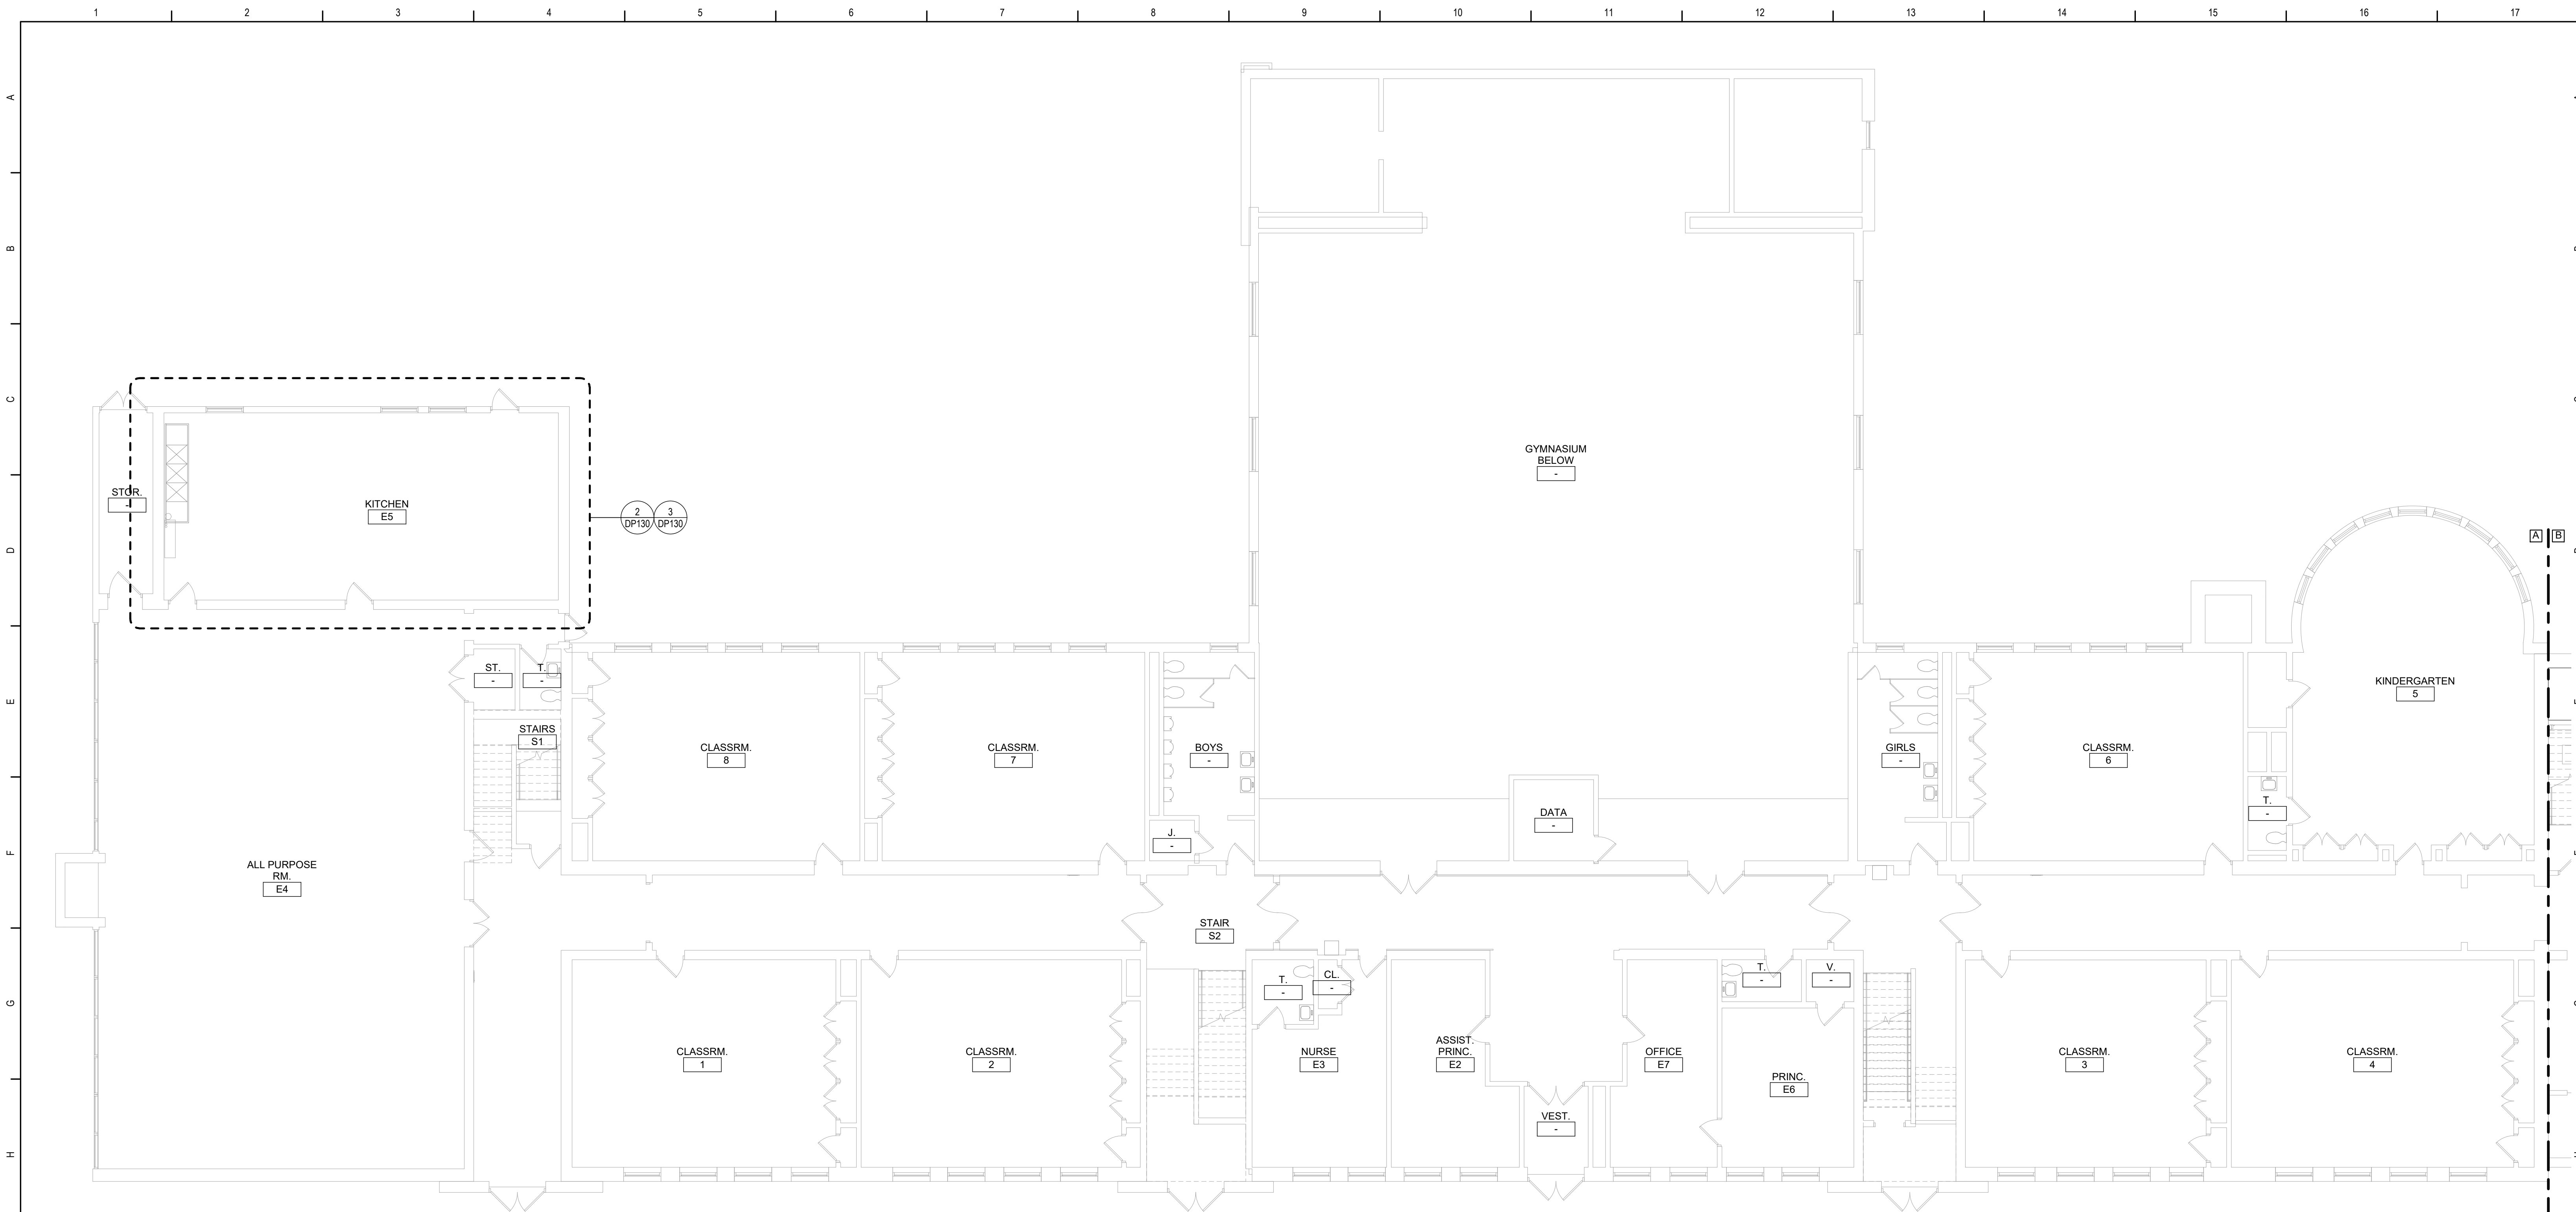 1 2 3 4 5 6 7 8 9 10 11 12 13 14 15 16 17
A
B
C
D
E
F
G
H
STOR.
-
KITCHEN
E5
2
DP130
3
DP130
GYMNASIUM
BELOW
-
A B
ST.
-
T.
-
STAIRS
S1
CLASSRM.
8
CLASSRM.
7
BOYS
-
J.
-
DATA
-
GIRLS
-
CLASSRM.
6
KINDERGARTEN
5
T.
-
ALL PURPOSE
RM.
E4
STAIR
S2
T.
-
CL.
-
T.
-
V.
-
CLASSRM.
1
CLASSRM.
2
NURSE
E3
ASSIST.
PRINC.
E2
OFFICE
E7
PRINC.
E6
VEST.
-
CLASSRM.
3
CLASSRM.
4